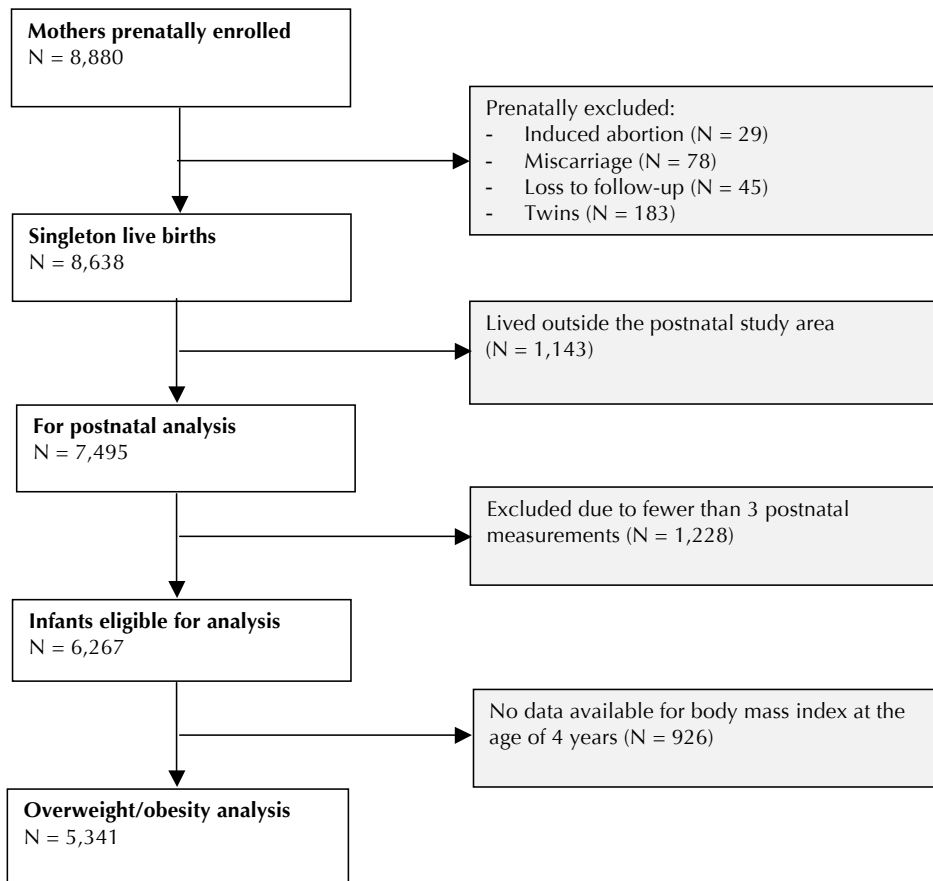 Mothers prenatally enrolled
N = 8,880
Prenatally excluded:
- Induced abortion (N = 29)
- Miscarriage (N = 78)
- Loss to follow-up (N = 45)
- Twins (N = 183)
Singleton live births
N = 8,638
Lived outside the postnatal study area
(N = 1,143)
For postnatal analysis
N = 7,495
Excluded due to fewer than 3 postnatal
measurements (N = 1,228)
Infants eligible for analysis
N = 6,267
No data available for body mass index at the
age of 4 years (N = 926)
Overweight/obesity analysis
N = 5,341